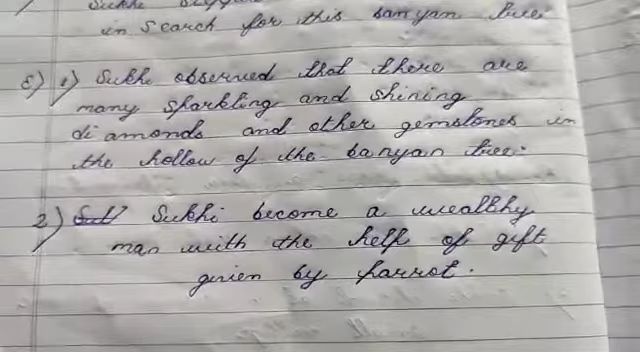 in search for this banyan tree
5) 1) Sukhi observed that there are
many sparkling and shining
diamonds and other gemstones in
the hollow of the banyan tree.
2) Sukhi become a wealthy
man with the help of gift
given by parrot.